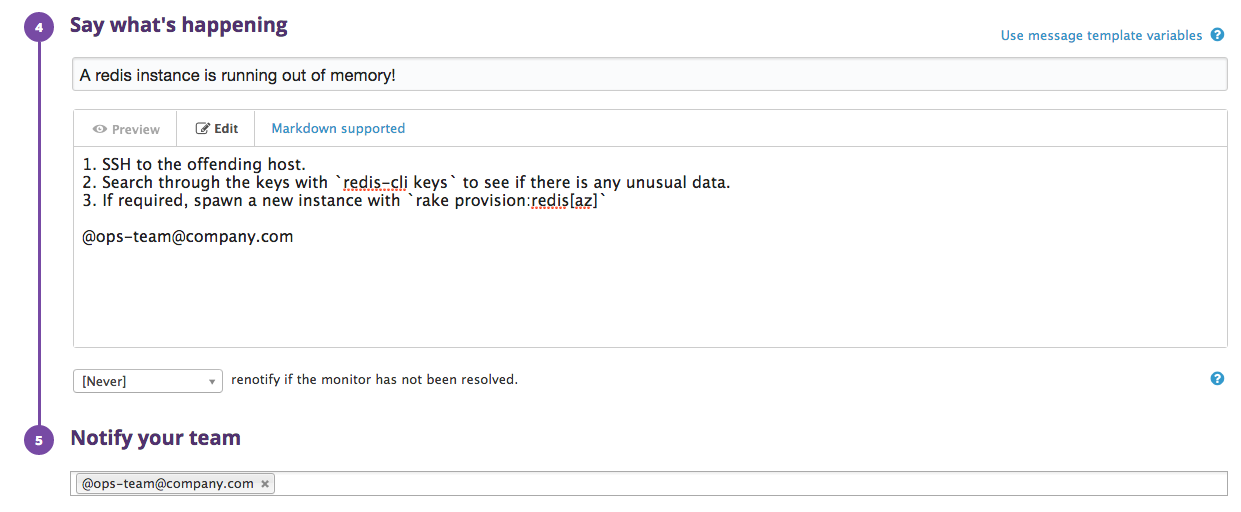 4
Say what's happening
Use message template variables ?
A redis instance is running out of memory!
Preview Edit Markdown supported
1. SSH to the offending host.
2. Search through the keys with `redis-cli keys` to see if there is any unusual data.
3. If required, spawn a new instance with `rake provision:redis[az]`
@ops-team@company.com
[Never] renotify if the monitor has not been resolved. ?
5
Notify your team
@ops-team@company.com ×